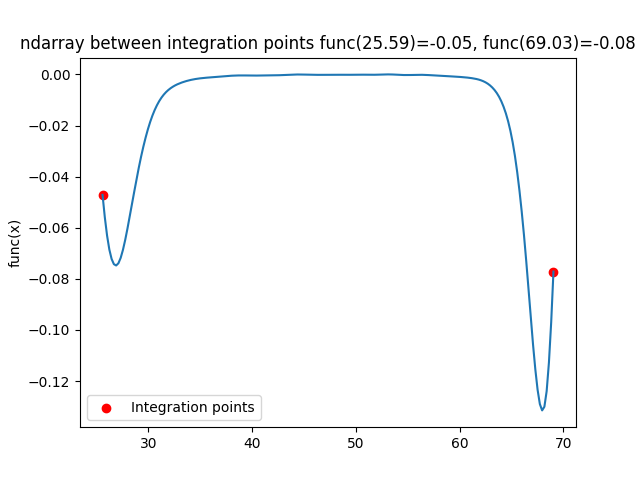 ndarray between integration points func(25.59)=-0.05, func(69.03)=-0.08
0.00
−0.02
−0.04
−0.06
−0.08
−0.10
−0.12
func(x)
Integration points
30 40 50 60 70